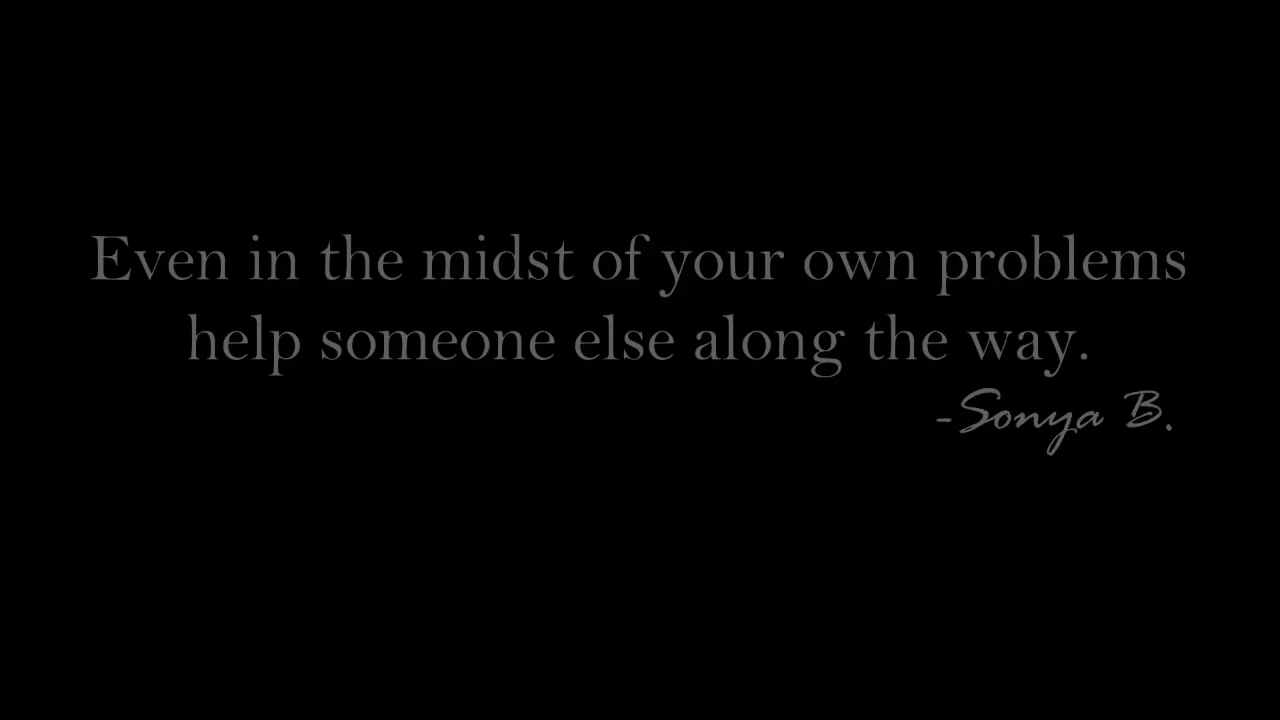 Even in the midst of your own problems
help someone else along the way.
-Sonya B.